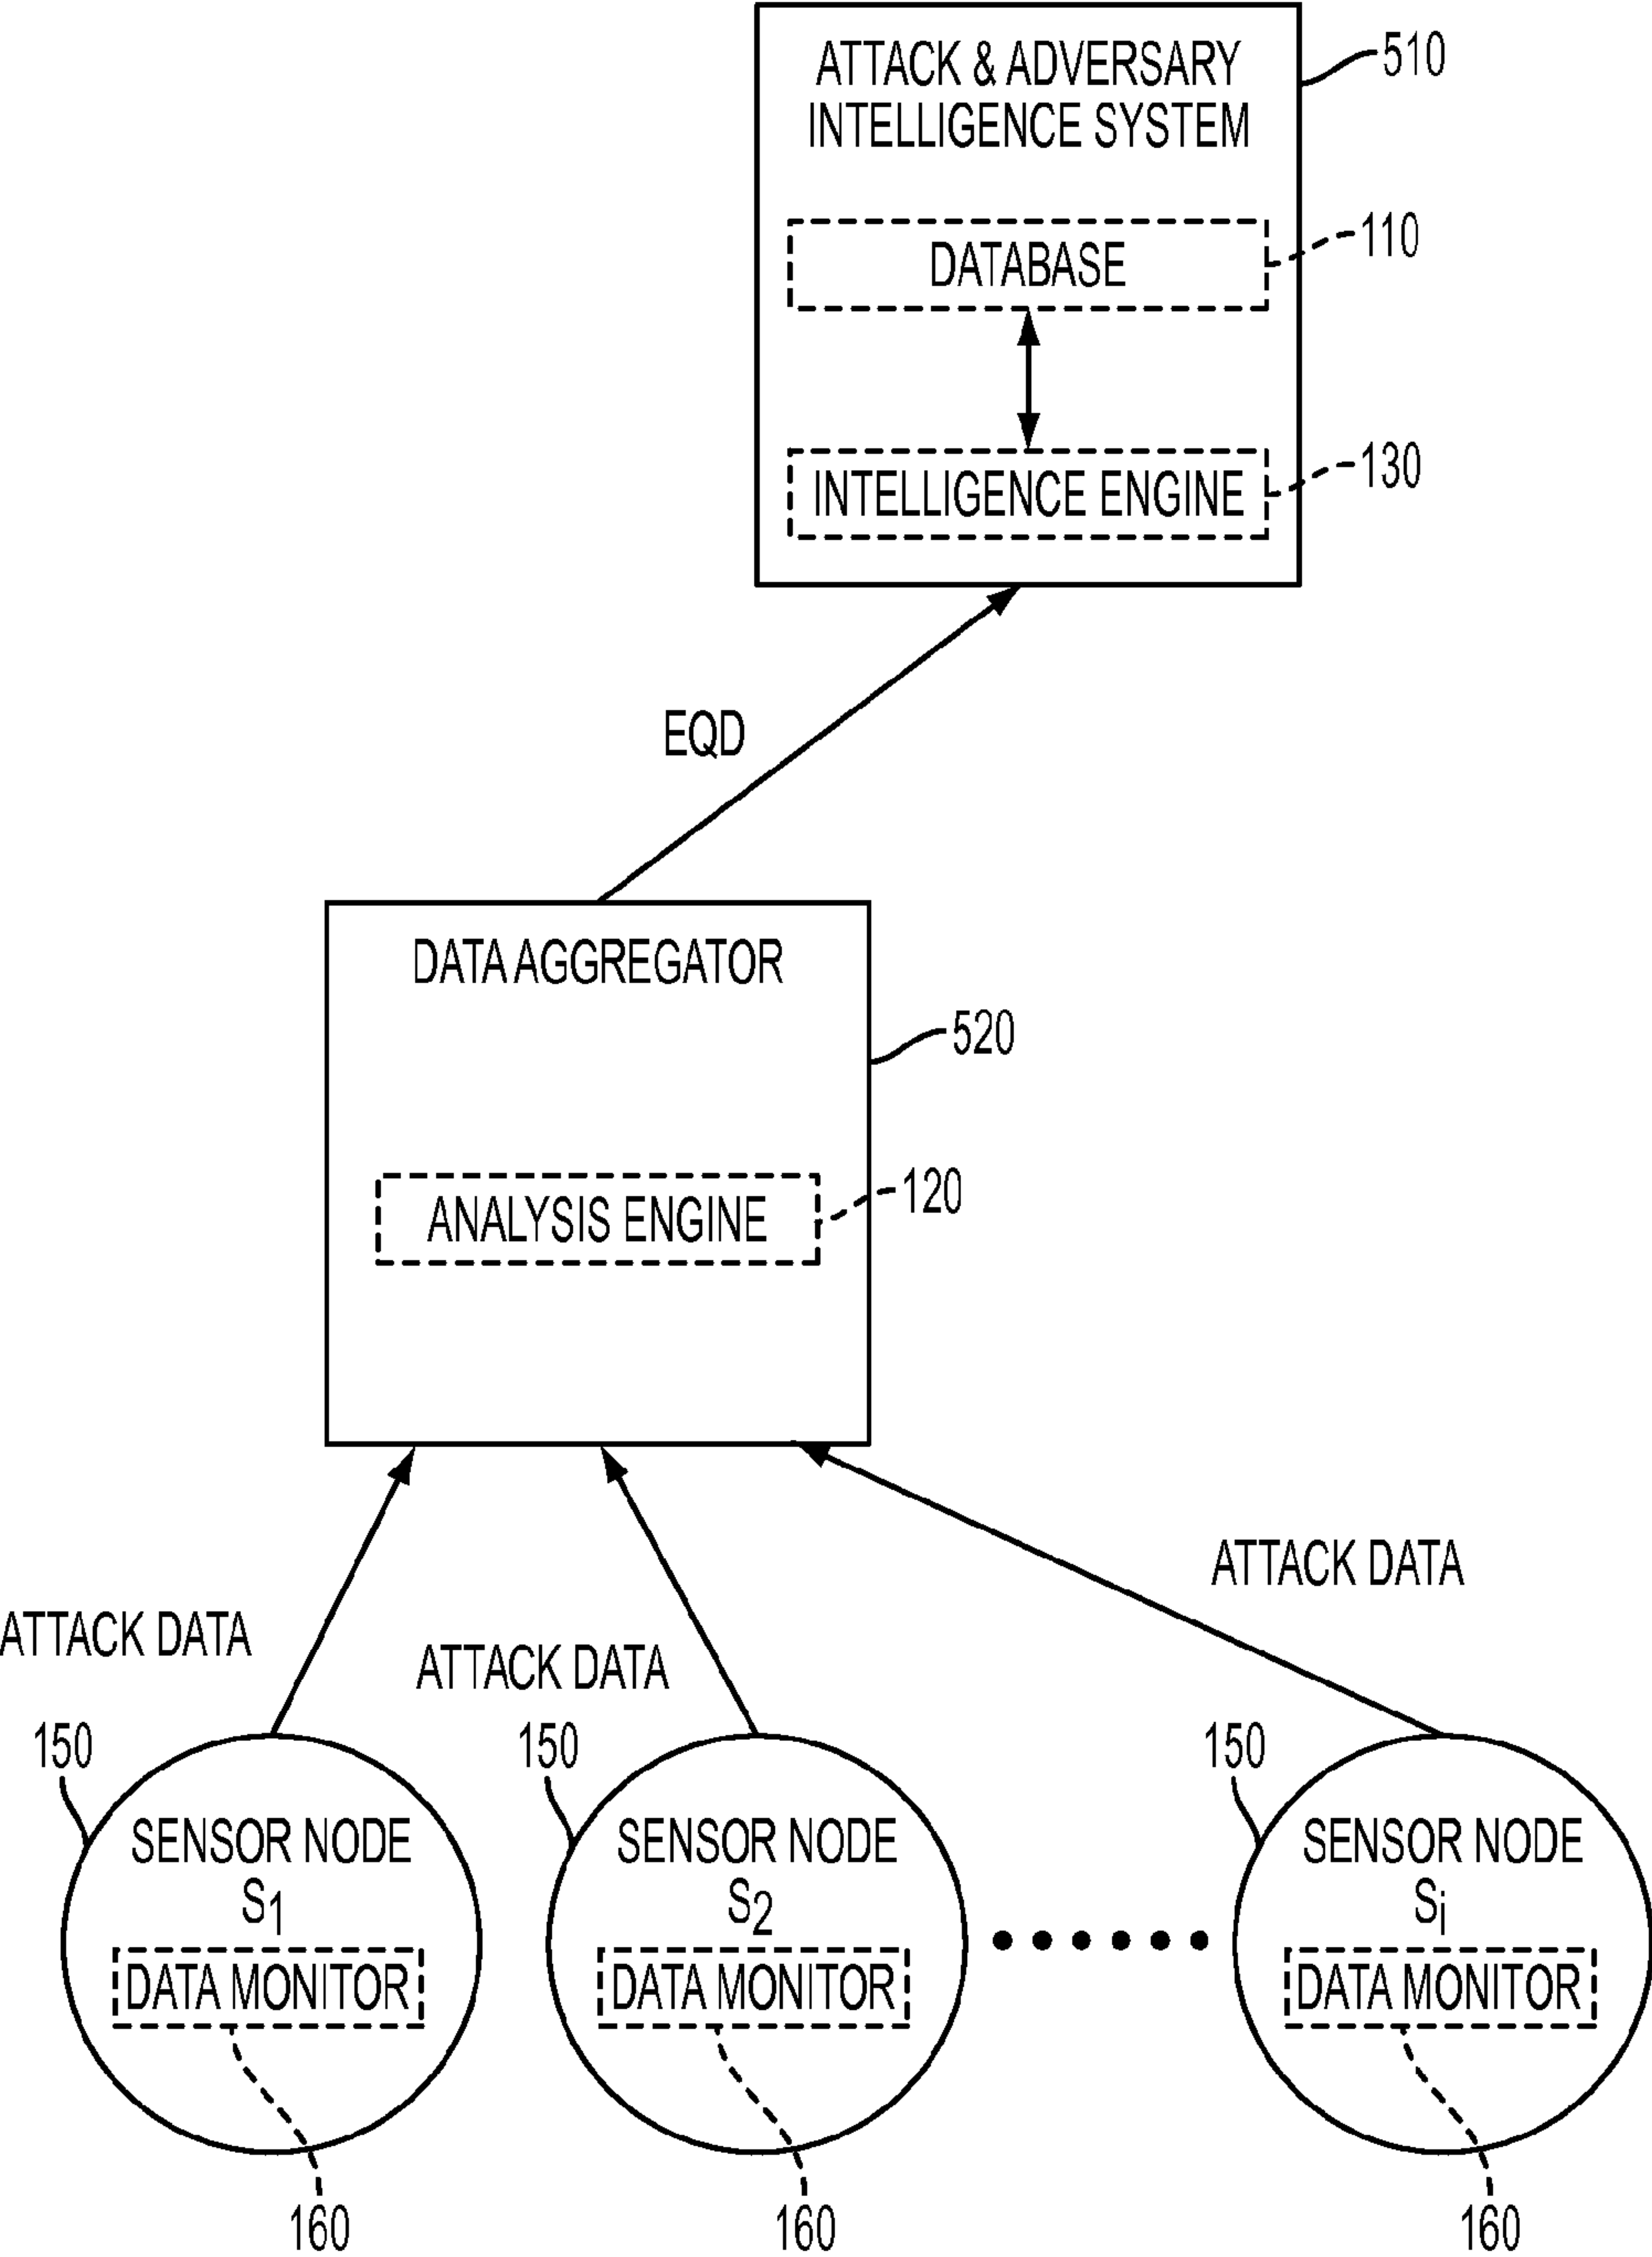 ATTACK & ADVERSARY
INTELLIGENCE SYSTEM
510
DATABASE
110
INTELLIGENCE ENGINE
130
EQD
DATA AGGREGATOR
520
ANALYSIS ENGINE
120
ATTACK DATA
ATTACK DATA
ATTACK DATA
150
SENSOR NODE
S1
DATA MONITOR
160
150
SENSOR NODE
S2
DATA MONITOR
160
150
SENSOR NODE
Si
DATA MONITOR
160